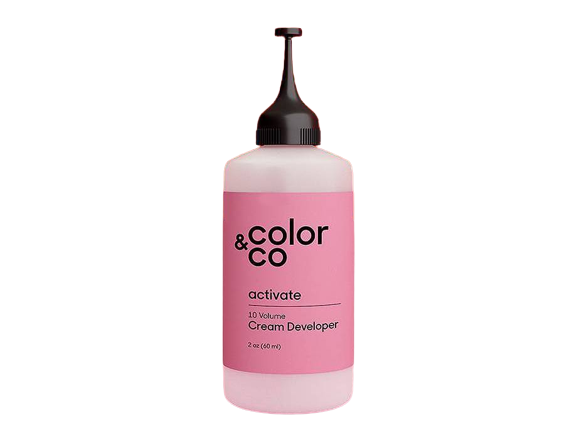 color
&co
activate
10 Volume
Cream Developer
2 oz (60 ml)